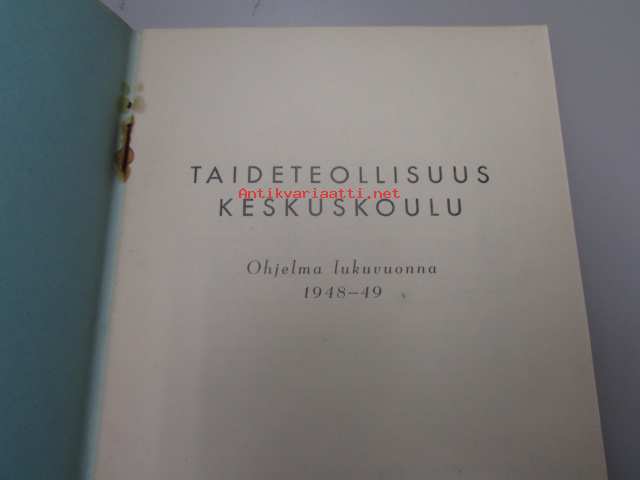 TAIDETEOLLISUUS
Antikvariaatti.net
KESKUSKOULU
Ohjelma lukuvuonna
1948–49